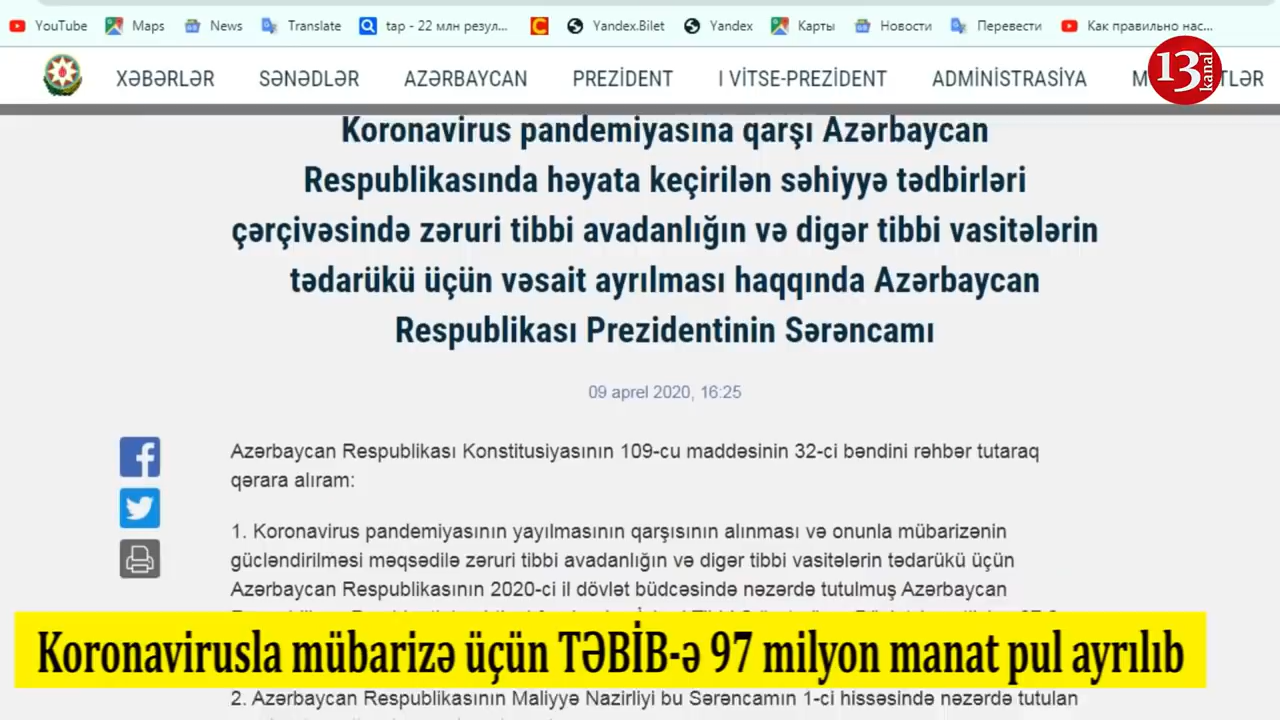 YouTube Maps News Translate tap - 22 млн резул... Yandex.Bilet Yandex Карты Новости Перевести Как правильно нас...
XƏBƏRLƏR SƏNƏDLƏR AZƏRBAYCAN PREZİDENT I VİTSE-PREZİDENT ADMİNİSTRASİYA
13 kanal
Koronavirus pandemiyasına qarşı Azərbaycan
Respublikasında həyata keçirilən səhiyyə tədbirləri
çərçivəsində zəruri tibbi avadanlığın və digər tibbi vasitələrin
tədarükü üçün vəsait ayrılması haqqında Azərbaycan
Respublikası Prezidentinin Sərəncamı
09 aprel 2020, 16:25
Azərbaycan Respublikası Konstitusiyasının 109-cu maddəsinin 32-ci bəndini rəhbər tutaraq
qərara alıram:
1. Koronavirus pandemiyasının yayılmasının qarşısının alınması və onunla mübarizənin
gücləndirilməsi məqsədilə zəruri tibbi avadanlığın və digər tibbi vasitələrin tədarükü üçün
Azərbaycan Respublikasının 2020-ci il dövlət büdcəsində nəzərdə tutulmuş Azərbaycan
Koronavirusla mübarizə üçün TƏBİB-ə 97 milyon manat pul ayrılıb
2. Azərbaycan Respublikasının Maliyyə Nazirliyi bu Sərəncamın 1-ci hissəsində nəzərdə tutulan